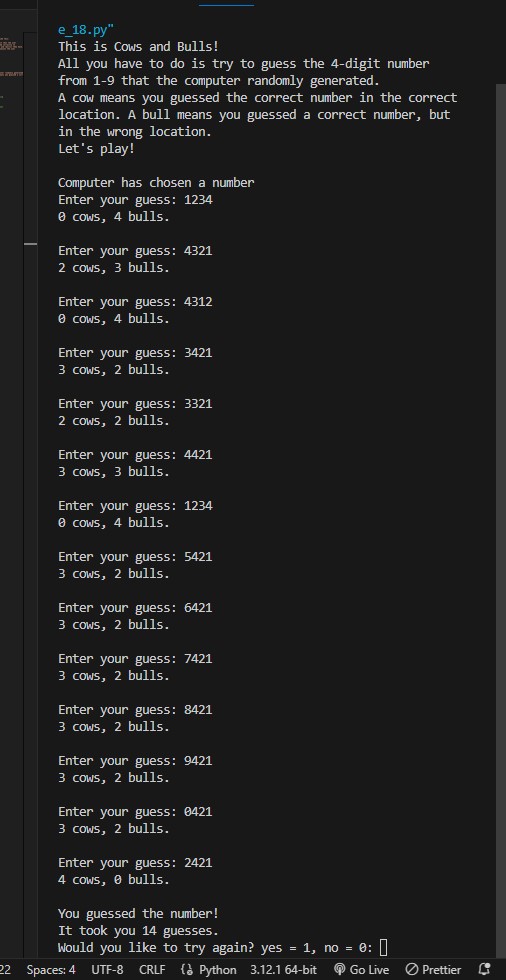 e_18.py"
This is Cows and Bulls!
All you have to do is try to guess the 4-digit number
from 1-9 that the computer randomly generated.
A cow means you guessed the correct number in the correct
location. A bull means you guessed a correct number, but
in the wrong location.
Let's play!
Computer has chosen a number
Enter your guess: 1234
0 cows, 4 bulls.
Enter your guess: 4321
2 cows, 3 bulls.
Enter your guess: 4312
0 cows, 4 bulls.
Enter your guess: 3421
3 cows, 2 bulls.
Enter your guess: 3321
2 cows, 2 bulls.
Enter your guess: 4421
3 cows, 3 bulls.
Enter your guess: 1234
0 cows, 4 bulls.
Enter your guess: 5421
3 cows, 2 bulls.
Enter your guess: 6421
3 cows, 2 bulls.
Enter your guess: 7421
3 cows, 2 bulls.
Enter your guess: 8421
3 cows, 2 bulls.
Enter your guess: 9421
3 cows, 2 bulls.
Enter your guess: 0421
3 cows, 2 bulls.
Enter your guess: 2421
4 cows, 0 bulls.
You guessed the number!
It took you 14 guesses.
Would you like to try again? yes = 1, no = 0:
22 Spaces: 4 UTF-8 CRLF Python 3.12.1 64-bit Go Live Prettier